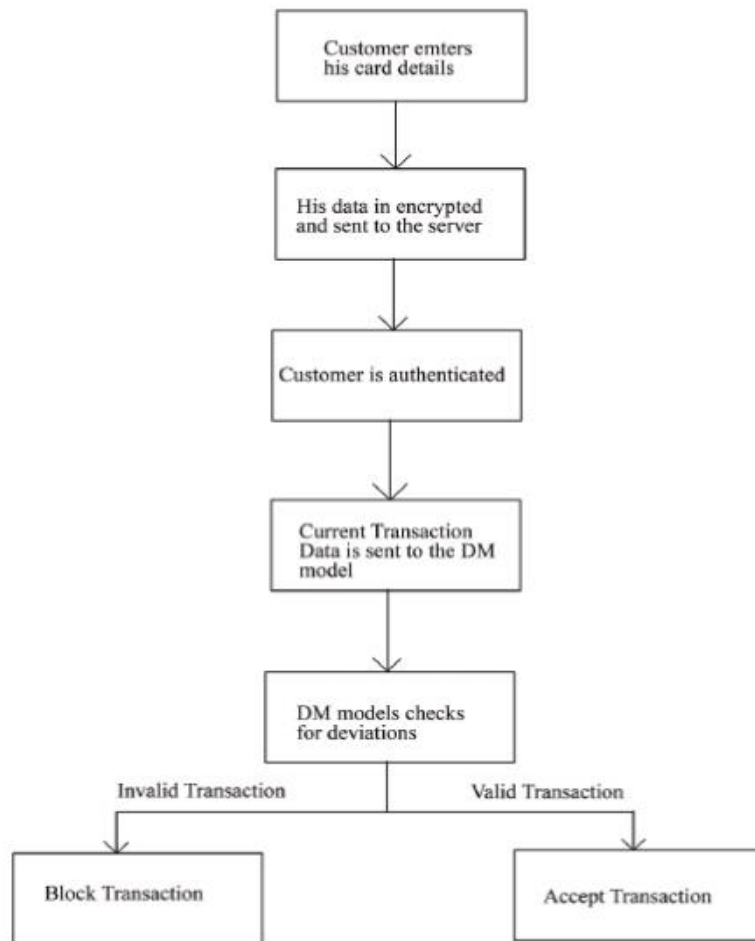 Customer emters
his card details
His data in encrypted
and sent to the server
Customer is authenticated
Current Transaction
Data is sent to the DM
model
DM models checks
for deviations
Invalid Transaction
Valid Transaction
Block Transaction
Accept Transaction